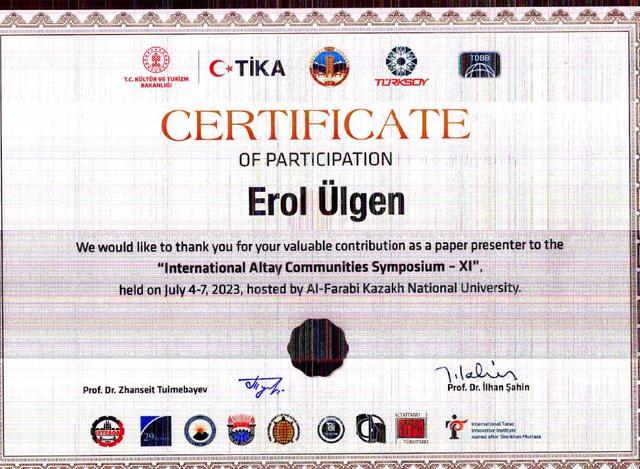 T.C. KÜLTÜR VE TURİZM
BAKANLIĞI
TİKA
TÜRKSOY
TDBB
CERTIFICATE
OF PARTICIPATION
Erol Ülgen
We would like to thank you for your valuable contribution as a paper presenter to the
“International Altay Communities Symposium – XI”,
held on July 4-7, 2023, hosted by Al-Farabi Kazakh National University.
Prof. Dr. Zhanseit Tuimebayev
Prof. Dr. İlhan Şahin
International Taraz
Innovative Institute
named after Sherkhan Murtaza